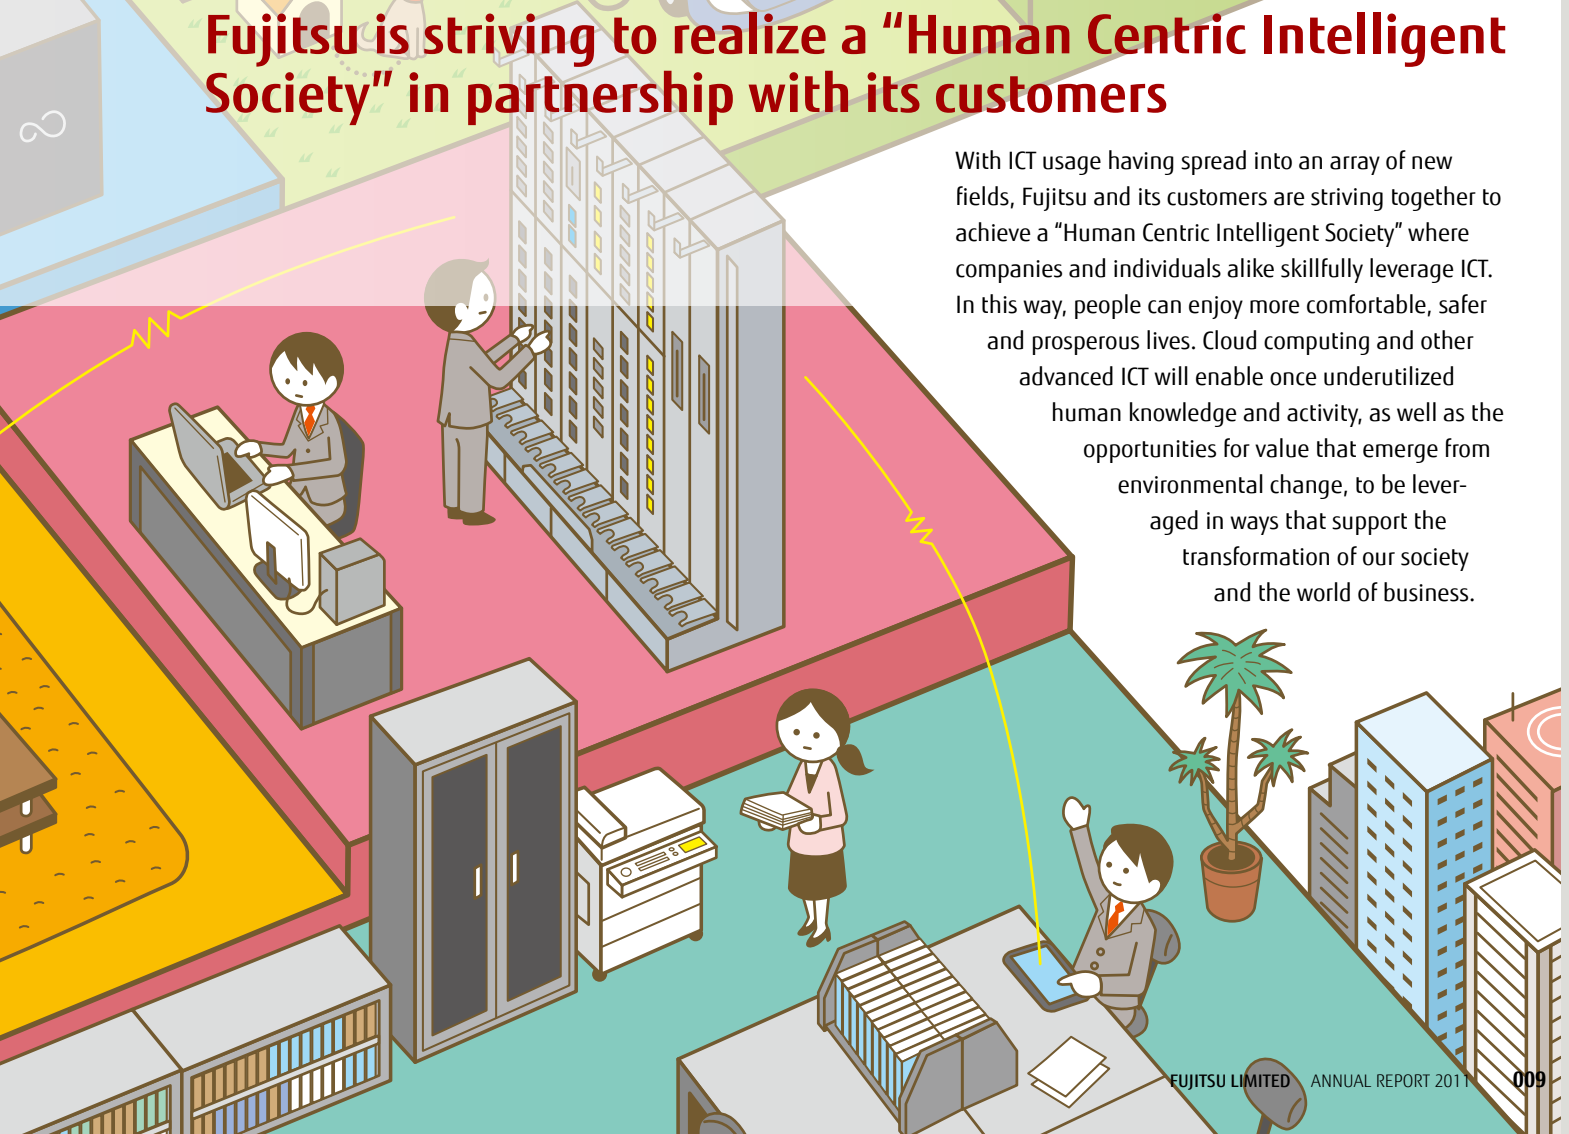 Fujitsu is striving to realize a “Human Centric Intelligent
Society” in partnership with its customers
With ICT usage having spread into an array of new
fields, Fujitsu and its customers are striving together to
achieve a “Human Centric Intelligent Society” where
companies and individuals alike skillfully leverage ICT.
In this way, people can enjoy more comfortable, safer
and prosperous lives. Cloud computing and other
advanced ICT will enable once underutilized
human knowledge and activity, as well as the
opportunities for value that emerge from
environmental change, to be lever-
aged in ways that support the
transformation of our society
and the world of business.
FUJITSU LIMITED ANNUAL REPORT 2011 009